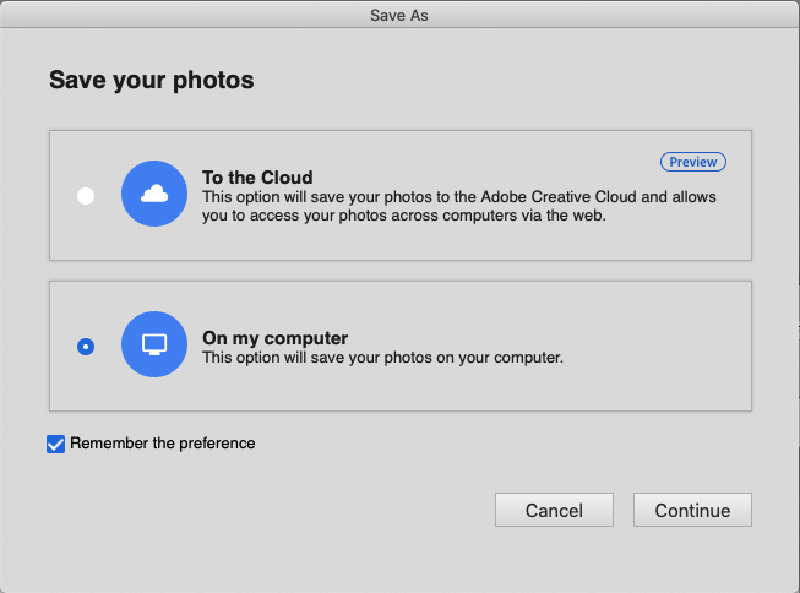 Save As
Save your photos
Preview
To the Cloud
This option will save your photos to the Adobe Creative Cloud and allows
you to access your photos across computers via the web.
On my computer
This option will save your photos on your computer.
Remember the preference
Cancel
Continue